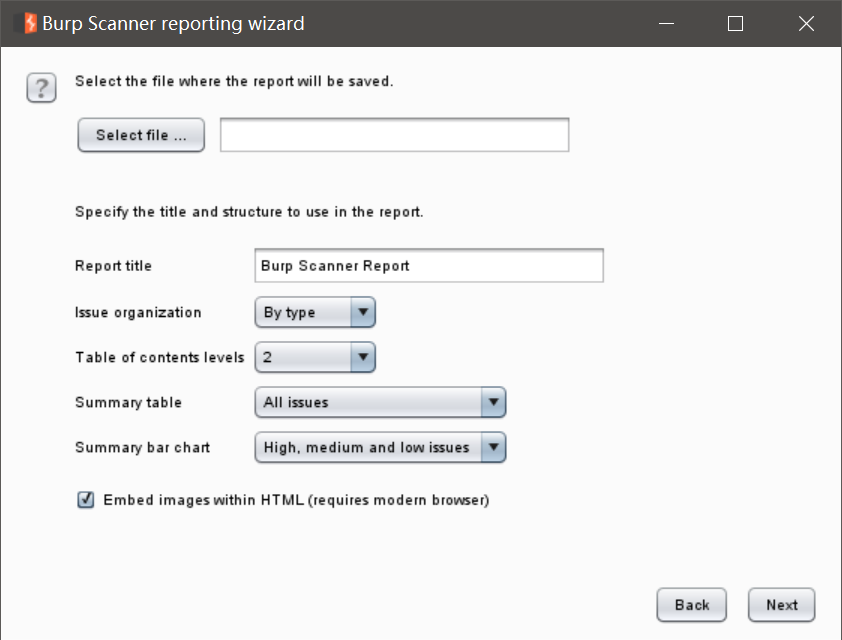 Burp Scanner reporting wizard
?
Select the file where the report will be saved.
Select file ...
Specify the title and structure to use in the report.
Report title Burp Scanner Report
Issue organization By type
Table of contents levels 2
Summary table All issues
Summary bar chart High, medium and low issues
Embed images within HTML (requires modern browser)
Back Next